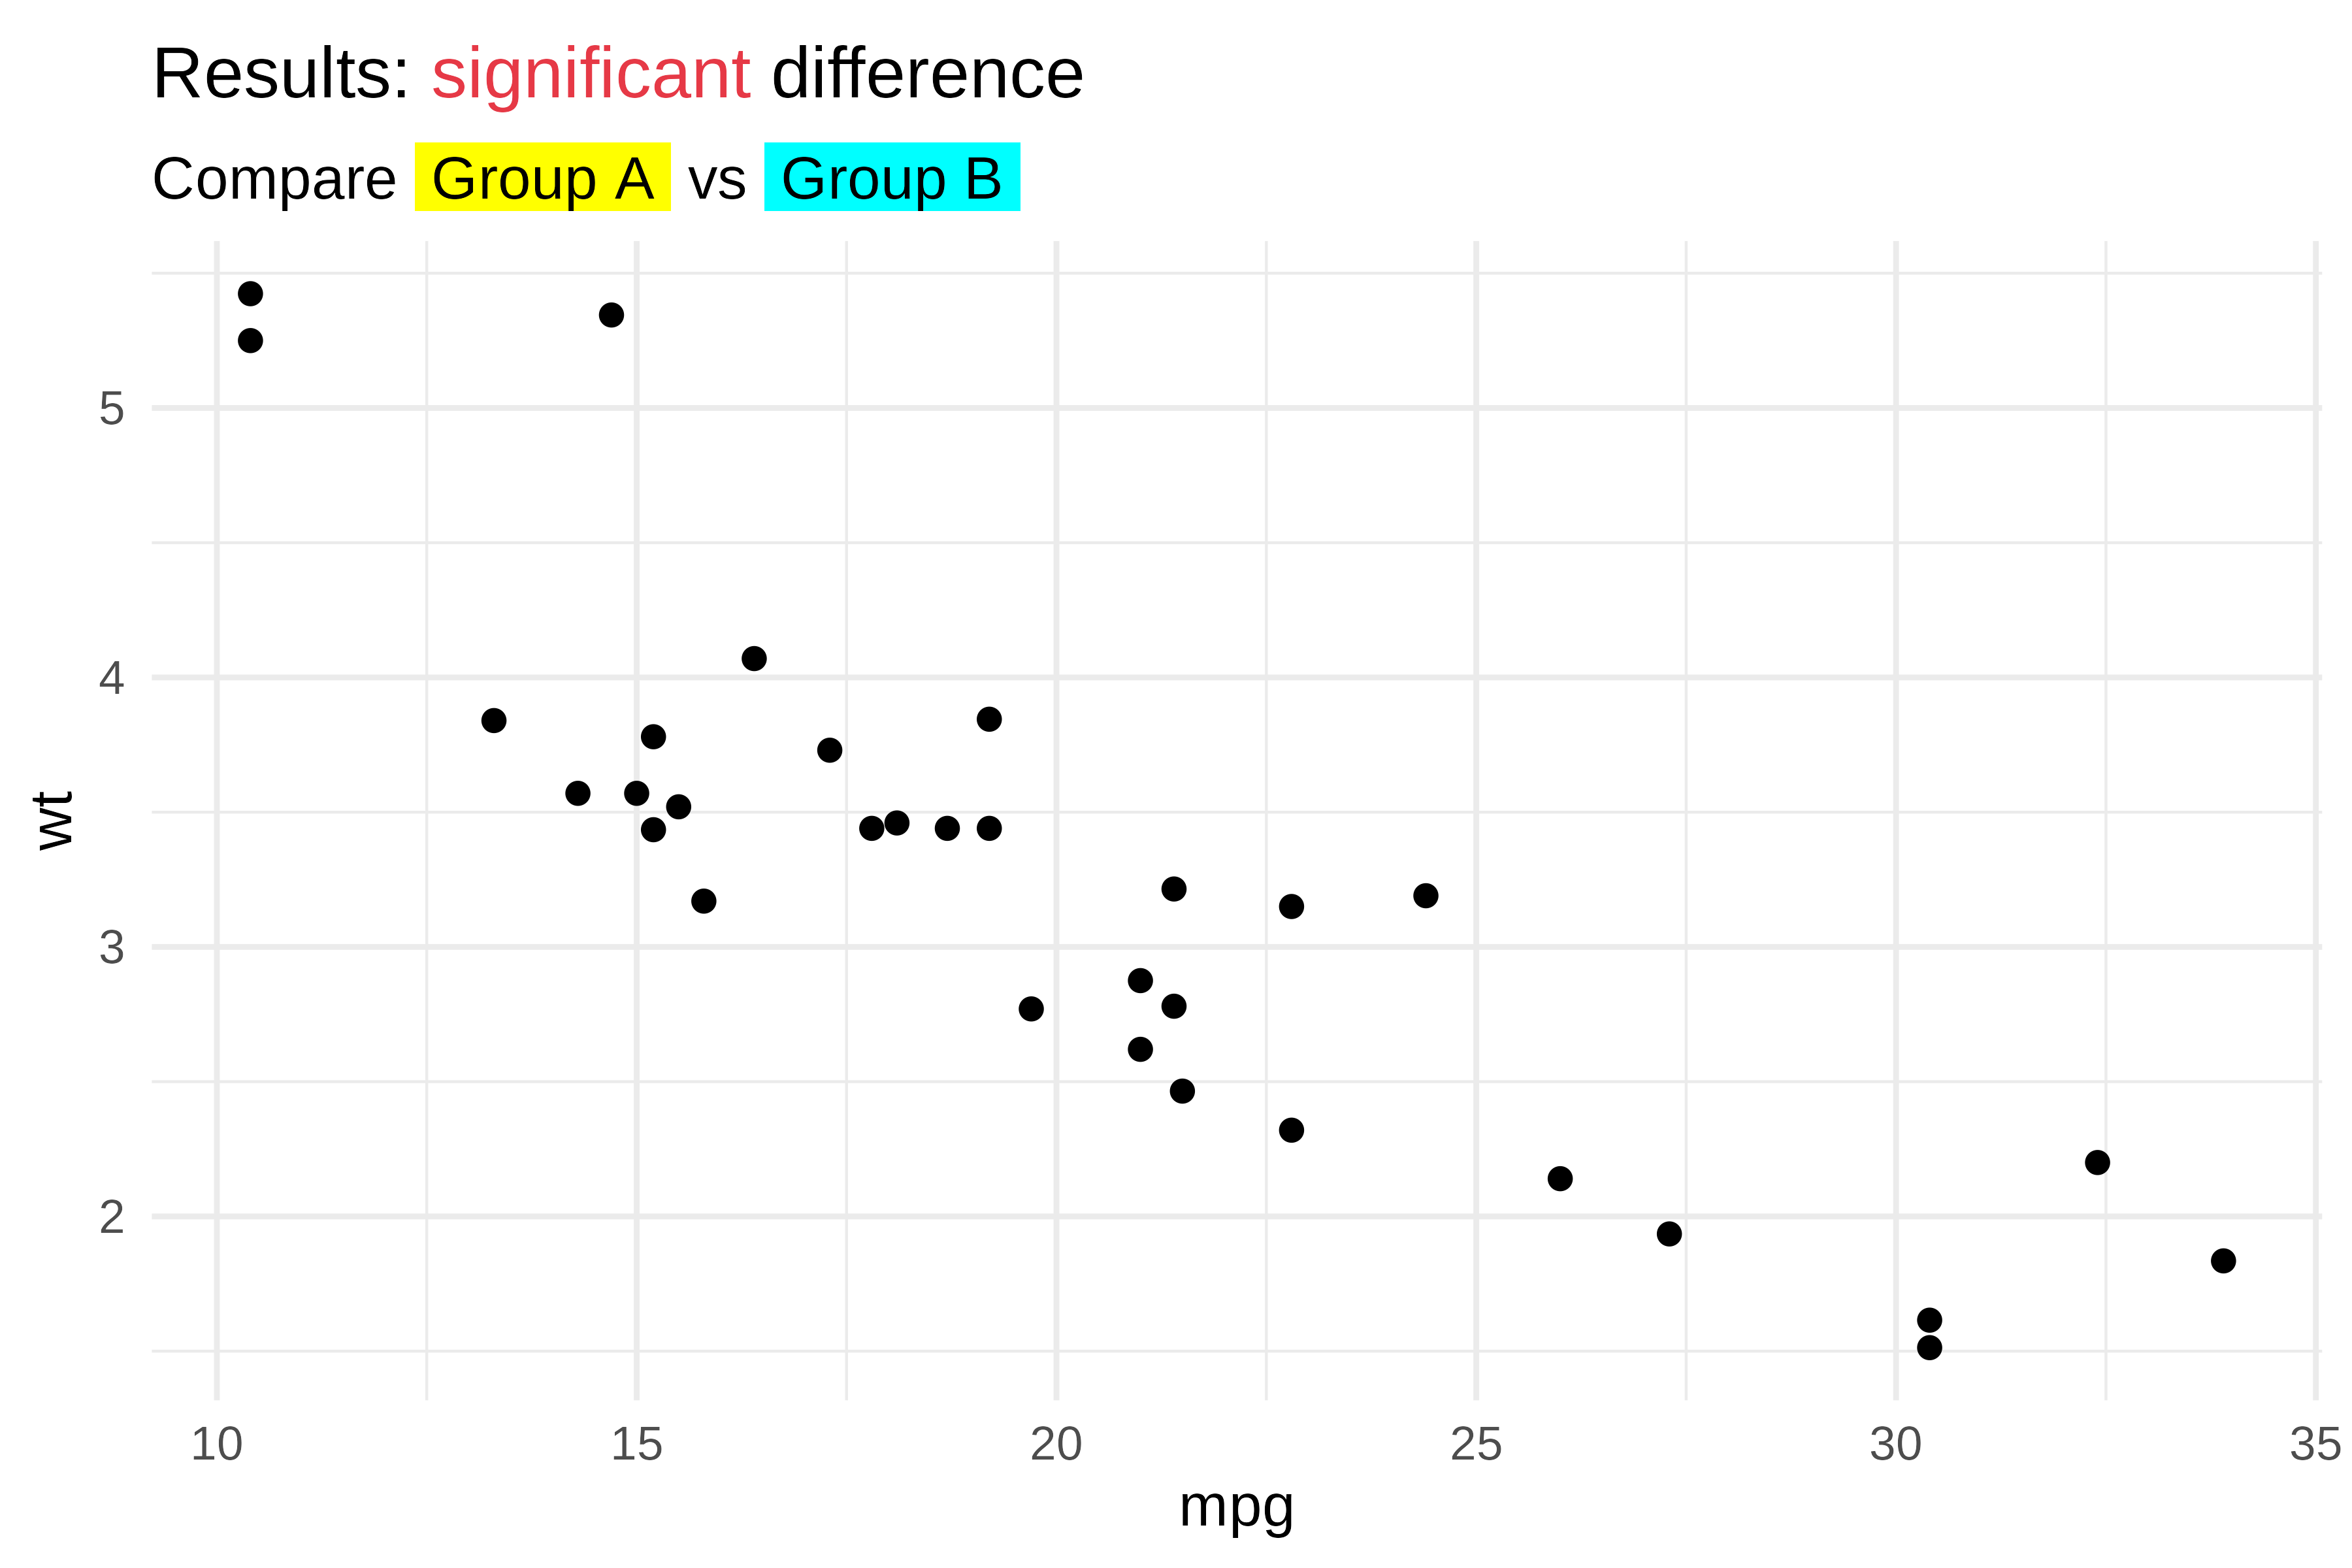 Results: significant difference
Compare Group A vs Group B
5
4
3
2
wt
10 15 20 25 30 35
mpg